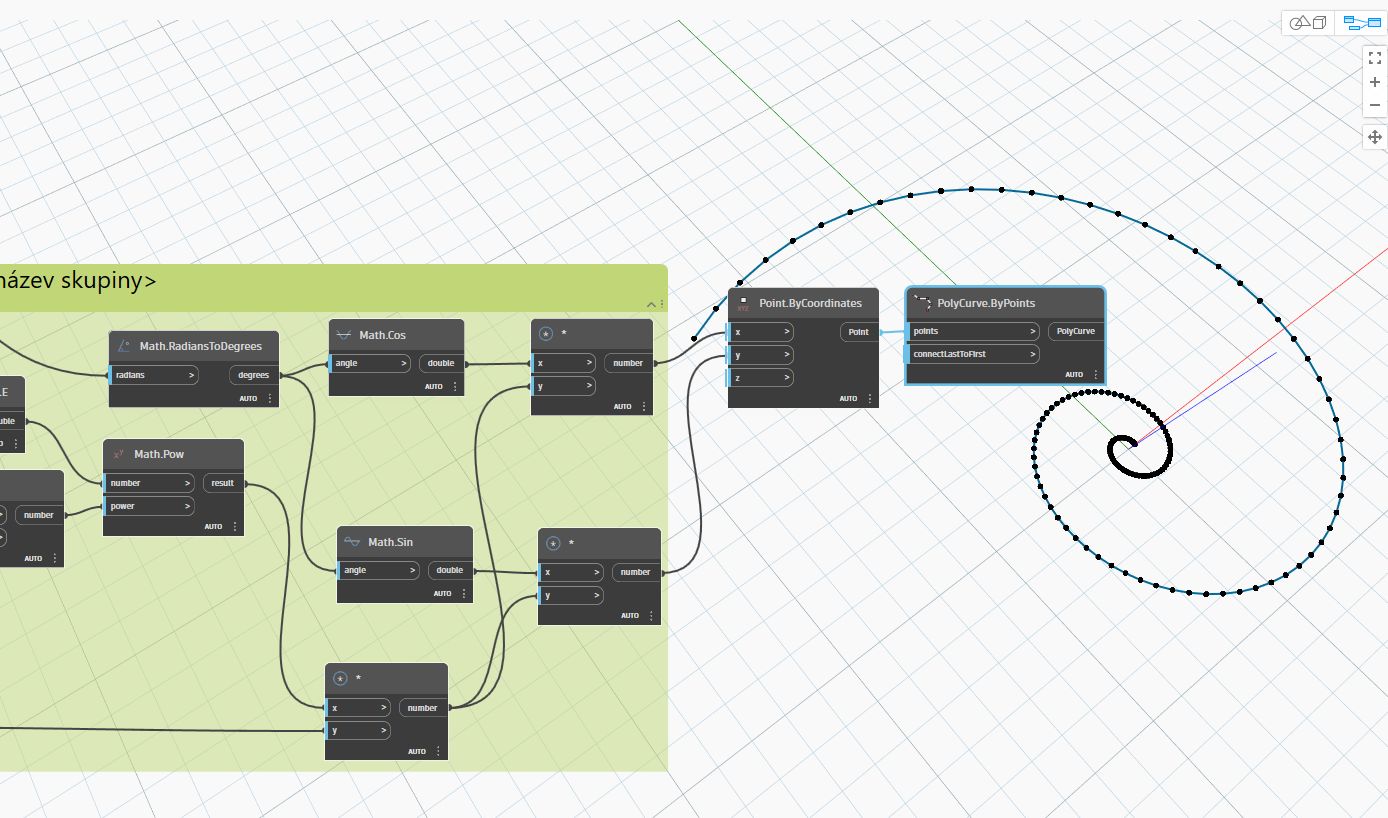 název skupiny>
Math.RadiansToDegrees
radians >
degrees
AUTO
Math.Cos
angle >
double
AUTO
*
x >
number
y >
AUTO
Point.ByCoordinates
XYZ
x >
Point
y >
z >
AUTO
PolyCurve.ByPoints
points >
PolyCurve
connectLastToFirst >
AUTO
LE
uble
number
AUTO
Math.Pow
number >
result
power >
AUTO
Math.Sin
angle >
double
AUTO
*
x >
number
y >
AUTO
*
x >
number
y >
AUTO